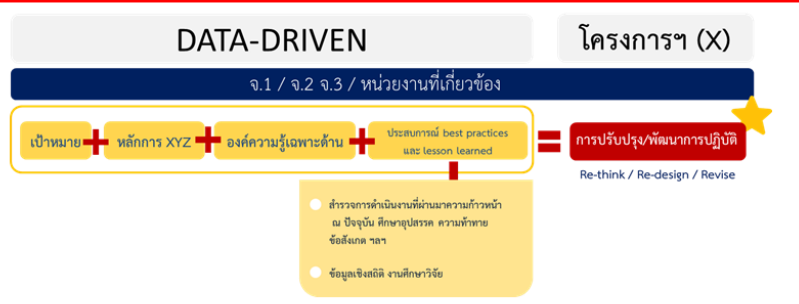 DATA-DRIVEN
โครงการฯ (X)
จ.1 / จ.2 จ.3 / หน่วยงานที่เกี่ยวข้อง
เป้าหมาย
หลักการ XYZ
องค์ความรู้เฉพาะด้าน
ประสบการณ์ best practices
และ lesson learned
การปรับปรุง/พัฒนาการปฏิบัติ
Re-think / Re-design / Revise
สำรวจการดำเนินงานที่ผ่านมาความก้าวหน้า
ณ ปัจจุบัน ศึกษาอุปสรรค ความท้าทาย
ข้อสังเกต ฯลฯ
ข้อมูลเชิงสถิติ งานศึกษาวิจัย